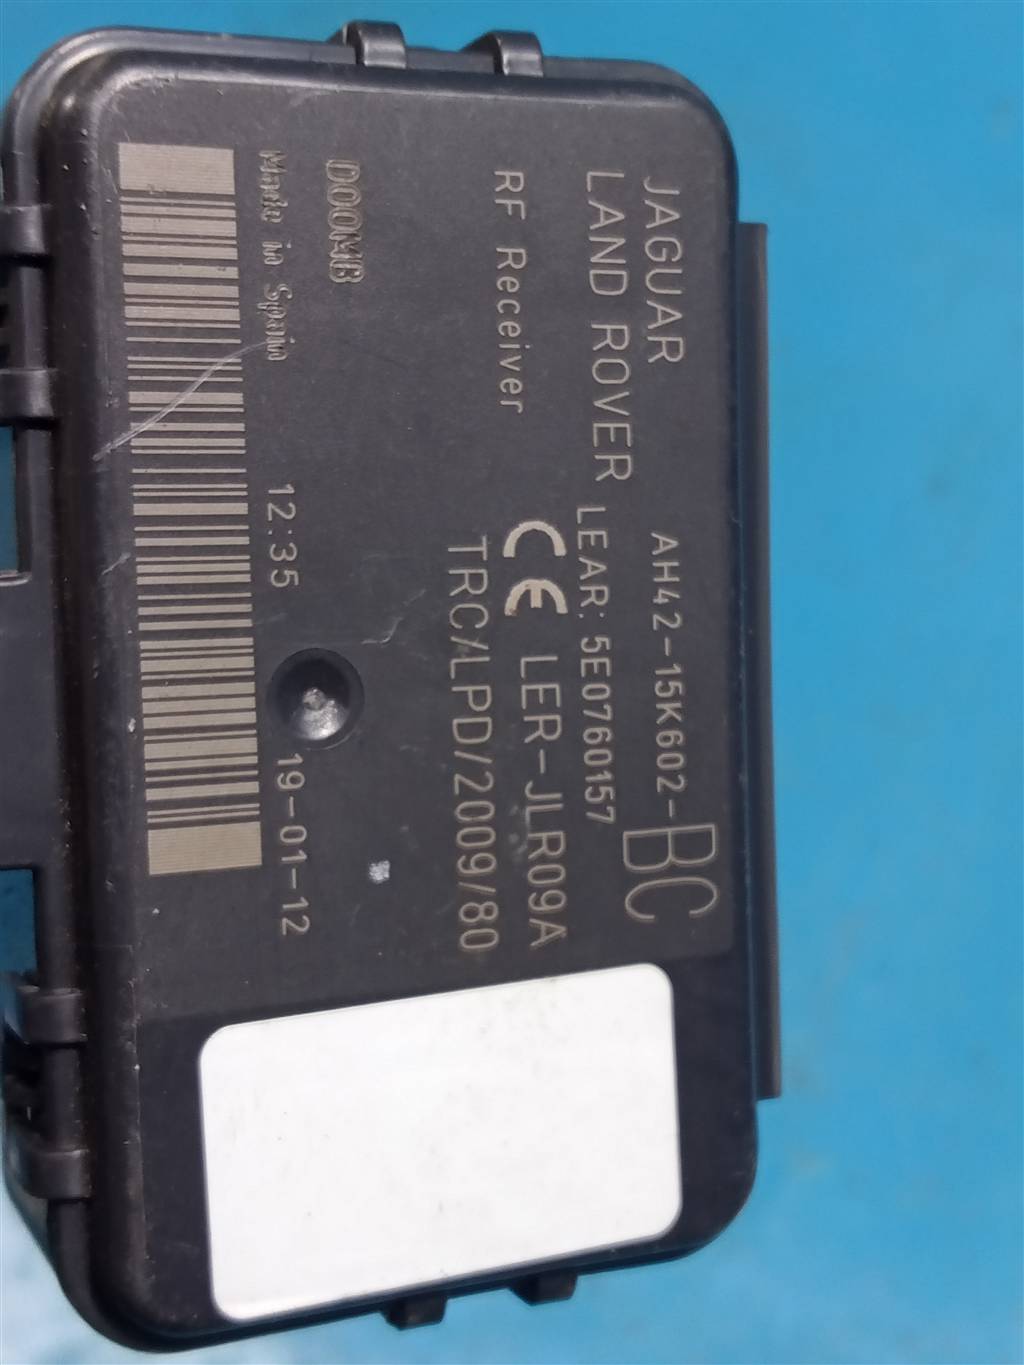 JAGUAR
LAND ROVER
AH42-15K602-BC
LEAR: 5E0760157
RF Receiver
CE LER-JLR09A
TRC/LPD/2009/80
D00MB
Made in Spain
12:35
19-01-12